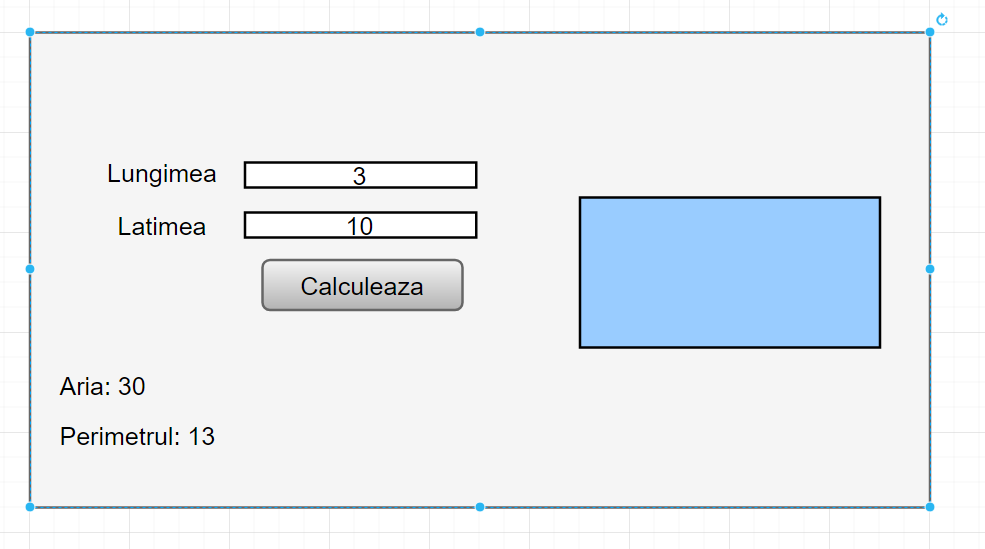 Lungimea 3
Latimea 10
Calculeaza
Aria: 30
Perimetrul: 13